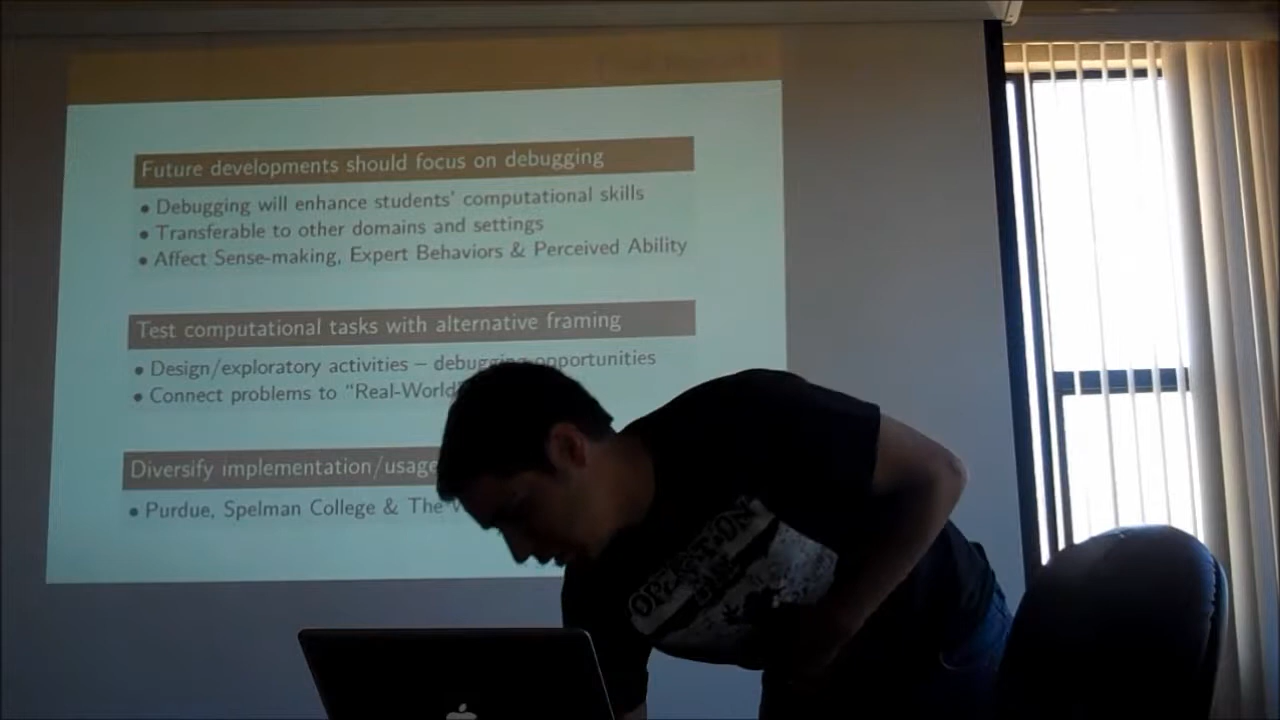 Future developments should focus on debugging
• Debugging will enhance students' computational skills
• Transferable to other domains and settings
• Affect Sense-making, Expert Behaviors & Perceived Ability
Test computational tasks with alternative framing
• Design/exploratory activities – debugging opportunities
• Connect problems to “Real-World
Diversify implementation/usage
• Purdue, Spelman College & The
OPERATION